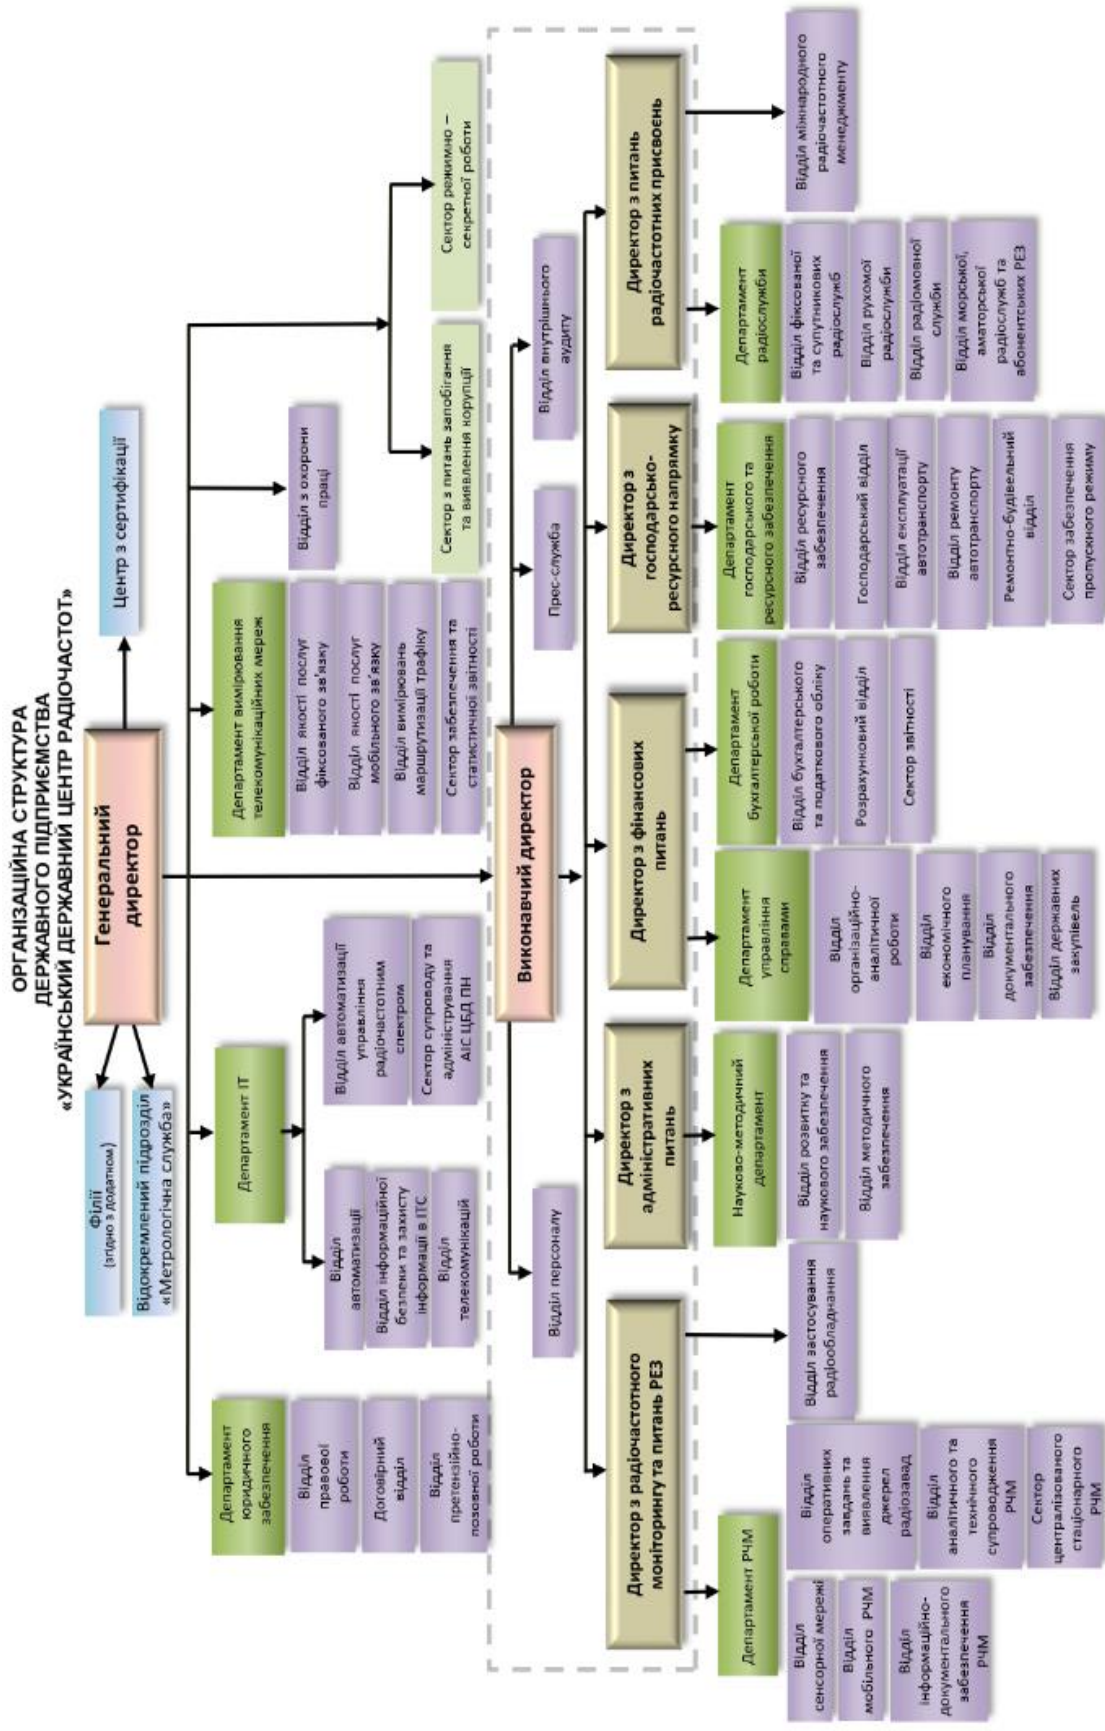 ОРГАНІЗАЦІЙНА СТРУКТУРА
ДЕРЖАВНОГО ПІДПРИЄМСТВА
«УКРАЇНСЬКИЙ ДЕРЖАВНИЙ ЦЕНТР РАДІОЧАСТОТ»
Філії
(згідно з додатком)
Відокремлений підрозділ
«Метрологічна служба»
Генеральний
директор
Центр з сертифікації
Департамент
юридичного
забезпечення
Відділ
правової
роботи
Договірний
відділ
Відділ
претензійно-
позовної роботи
Департамент ІТ
Відділ
автоматизації
Відділ інформаційної
безпеки та захисту
інформації в ІТС
Відділ
телекомунікацій
Відділ автоматизації
управління
радіочастотним
спектром
Сектор супроводу та
адміністрування
АІС ЦБД ПН
Департамент вимірювання
телекомунікаційних мереж
Відділ якості послуг
фіксованого зв'язку
Відділ якості послуг
мобільного зв'язку
Відділ вимірювань
маршрутизації трафіку
Сектор забезпечення та
статистичної звітності
Відділ з охорони
праці
Сектор з питань запобігання
та виявлення корупції
Сектор режимно –
секретної роботи
Виконавчий директор
Відділ персоналу
Прес-служба
Відділ внутрішнього
аудиту
Директор з радіочастотного
моніторингу та питань РЕЗ
Директор з
адміністративних
питань
Директор з фінансових
питань
Директор з
господарсько-
ресурсного напрямку
Директор з питань
радіочастотних присвоєнь
Департамент РЧМ
Відділ
сенсорної мережі
Відділ
мобільного РЧМ
Відділ
інформаційно-
документального
забезпечення
РЧМ
Відділ
оперативних
завдань та
виявлення
джерел
радіозавад
Відділ
аналітичного та
технічного
супроводження
РЧМ
Сектор
централізованого
стаціонарного
РЧМ
Відділ застосування
радіообладнання
Науково-методичний
департамент
Відділ розвитку та
наукового забезпечення
Відділ методичного
забезпечення
Департамент
управління
справами
Відділ
організаційно-
аналітичної
роботи
Відділ
економічного
планування
Відділ
документального
забезпечення
Відділ державних
закупівель
Департамент
бухгалтерської роботи
Відділ бухгалтерського
та податкового обліку
Розрахунковий відділ
Сектор звітності
Департамент
господарського та
ресурсного забезпечення
Відділ ресурсного
забезпечення
Господарський відділ
Відділ експлуатації
автотранспорту
Відділ ремонту
автотранспорту
Ремонтно-будівельний
відділ
Сектор забезпечення
пропускного режиму
Департамент
радіослужби
Відділ фіксованої
та супутникових
радіослужб
Відділ рухомої
радіослужби
Відділ радіомовної
служби
Відділ морської,
аматорської
радіослужб та
абонентських РЕЗ
Відділ міжнародного
радіочастотного
менеджменту